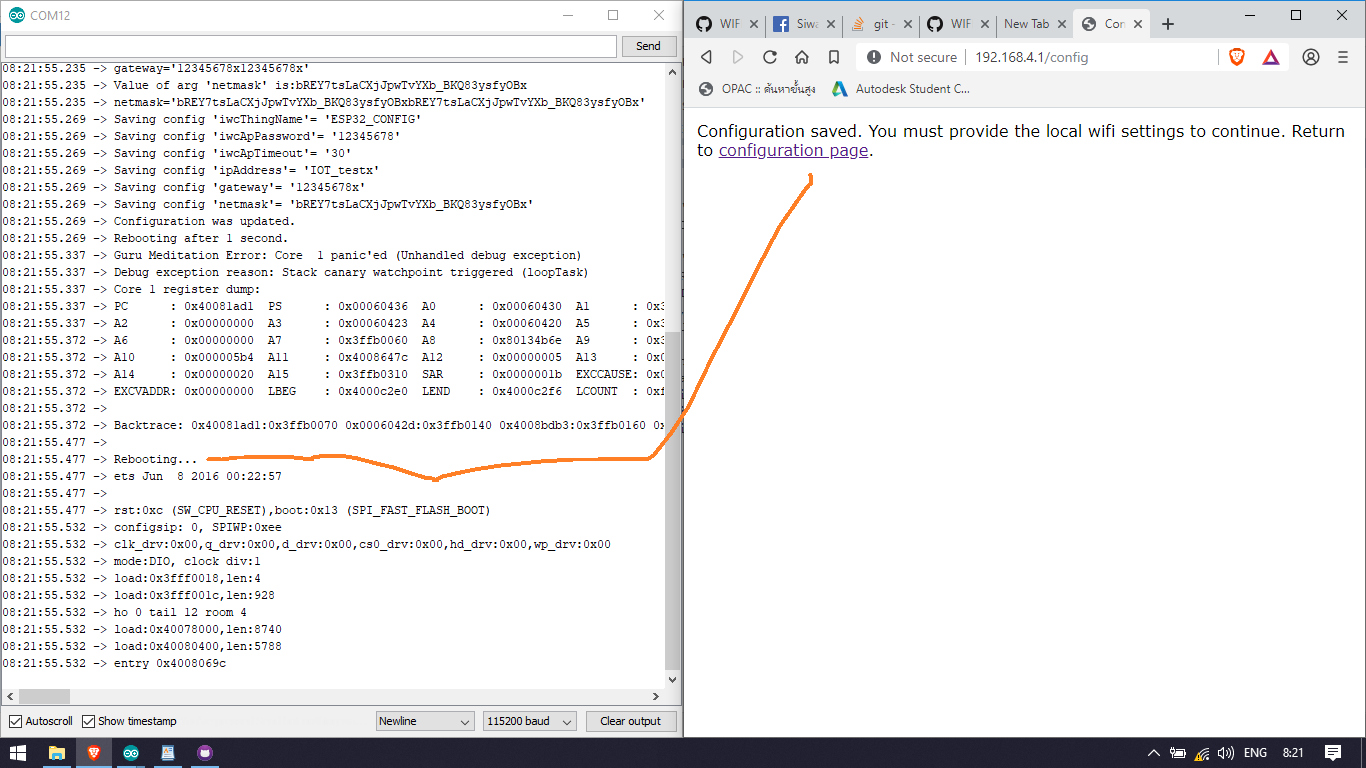 COM12
Send
08:21:55.235 -> gateway='12345678x12345678x'
08:21:55.235 -> Value of arg 'netmask' is:bREY7tsLaCXjJpwTvYXb_BKQ83ysfyOBx
08:21:55.235 -> netmask='bREY7tsLaCXjJpwTvYXb_BKQ83ysfyOBxbREY7tsLaCXjJpwTvYXb_BKQ83ysfyOBx'
08:21:55.269 -> Saving config 'iwcThingName'= 'ESP32_CONFIG'
08:21:55.269 -> Saving config 'iwcApPassword'= '12345678'
08:21:55.269 -> Saving config 'iwcApTimeout'= '30'
08:21:55.269 -> Saving config 'ipAddress'= 'IOT_testx'
08:21:55.269 -> Saving config 'gateway'= '12345678x'
08:21:55.269 -> Saving config 'netmask'= 'bREY7tsLaCXjJpwTvYXb_BKQ83ysfyOBx'
08:21:55.269 -> Configuration was updated.
08:21:55.269 -> Rebooting after 1 second.
08:21:55.337 -> Guru Meditation Error: Core  1 panic'ed (Unhandled debug exception)
08:21:55.337 -> Debug exception reason: Stack canary watchpoint triggered (loopTask)
08:21:55.337 -> Core 1 register dump:
08:21:55.337 -> PC      : 0x40081ad1  PS      : 0x00060436  A0      : 0x00060430  A1      : 0x3
08:21:55.337 -> A2      : 0x00000000  A3      : 0x00060423  A4      : 0x00060420  A5      : 0x3
08:21:55.372 -> A6      : 0x00000000  A7      : 0x3ffb0060  A8      : 0x80134b6e  A9      : 0x3
08:21:55.372 -> A10     : 0x000005b4  A11     : 0x4008647c  A12     : 0x00000005  A13     : 0x0
08:21:55.372 -> A14     : 0x00000020  A15     : 0x3ffb0310  SAR     : 0x0000001b  EXCCAUSE: 0x0
08:21:55.372 -> EXCVADDR: 0x00000000  LBEG    : 0x4000c2e0  LEND    : 0x4000c2f6  LCOUNT  : 0xf
08:21:55.372 ->
08:21:55.372 -> Backtrace: 0x40081ad1:0x3ffb0070 0x0006042d:0x3ffb0140 0x4008bdb3:0x3ffb0160 0x
08:21:55.477 ->
08:21:55.477 -> Rebooting...
08:21:55.477 -> ets Jun  8 2016 00:22:57
08:21:55.477 ->
08:21:55.477 -> rst:0xc (SW_CPU_RESET),boot:0x13 (SPI_FAST_FLASH_BOOT)
08:21:55.532 -> configsip: 0, SPIWP:0xee
08:21:55.532 -> clk_drv:0x00,q_drv:0x00,d_drv:0x00,cs0_drv:0x00,hd_drv:0x00,wp_drv:0x00
08:21:55.532 -> mode:DIO, clock div:1
08:21:55.532 -> load:0x3fff0018,len:4
08:21:55.532 -> load:0x3fff001c,len:928
08:21:55.532 -> ho 0 tail 12 room 4
08:21:55.532 -> load:0x40078000,len:8740
08:21:55.532 -> load:0x40080400,len:5788
08:21:55.532 -> entry 0x4008069c
Autoscroll Show timestamp Newline 115200 baud Clear output
WIF Siwa git - WIF New Tab Con
Not secure 192.168.4.1/config
OPAC :: ค้นหาขั้นสูง Autodesk Student C...
Configuration saved. You must provide the local wifi settings to continue. Return
to configuration page.
ENG 8:21